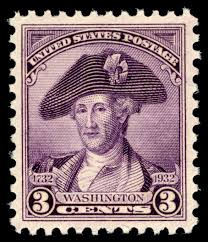 UNITED STATES POSTAGE
1732 1932
WASHINGTON
3 CENTS 3